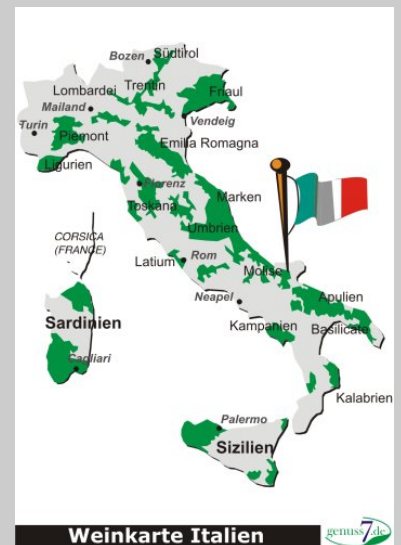 Bozen
Südtirol
Lombardei
Trentin
Friaul
Mailand
Turin
Vendeig
Piemont
Emilia Romagna
Ligurien
Florenz
Toskana
Marken
Umbrien
CORSICA
(FRANCE)
Latium
Rom
Molise
Neapel
Apulien
Sardinien
Kampanien
Basilicate
Cagliari
Kalabrien
Palermo
Sizilien
Weinkarte Italien
genuss7.de